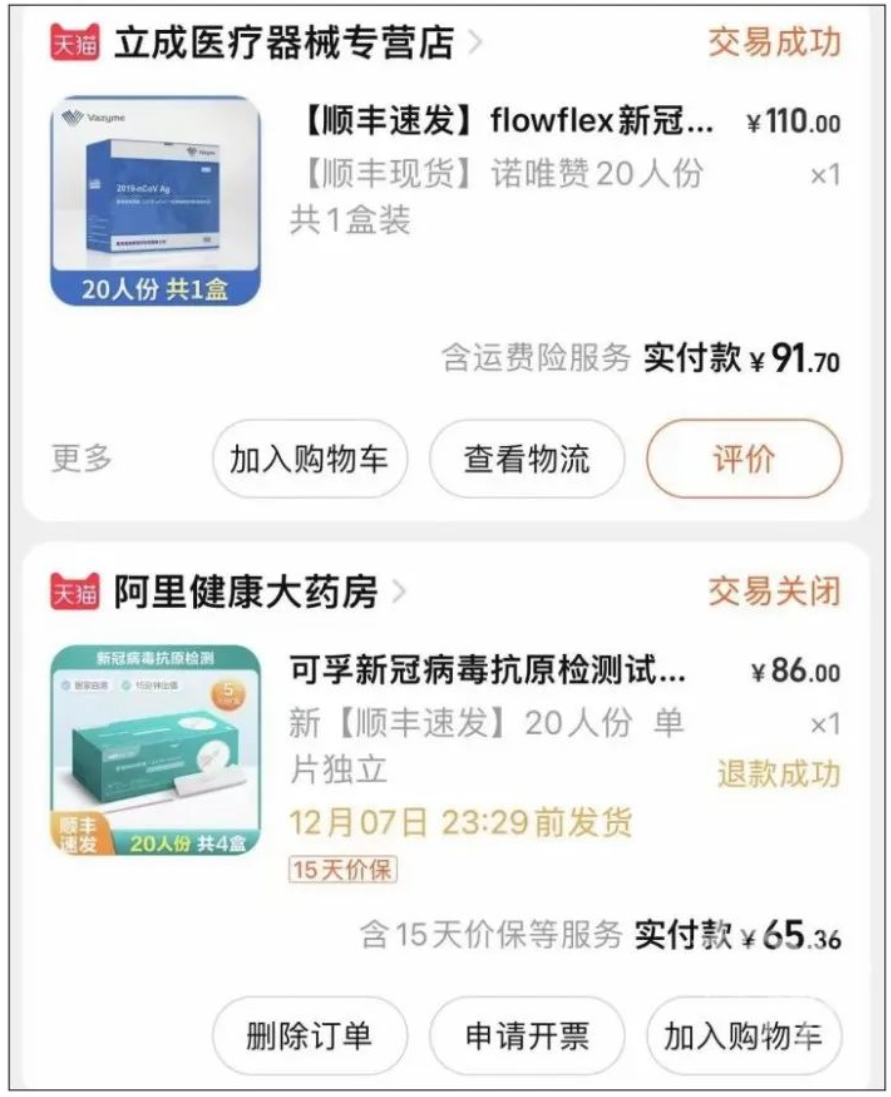 天猫 立成医疗器械专营店 > 交易成功
Vazyme
【顺丰速发】flowflex新冠... ¥110.00
Vazyme
【顺丰现货】诺唯赞20人份 ×1
2019-nCoV Ag
共1盒装
20人份 共1盒
含运费险服务 实付款 ¥91.70
更多 加入购物车 查看物流 评价
天猫 阿里健康大药房 > 交易关闭
新冠病毒抗原检测
可孚新冠病毒抗原检测试... ¥86.00
居家自测 15分钟出值
5
新【顺丰速发】20人份 单 ×1
片独立 退款成功
12月07日 23:29前发货
顺丰
速发
20人份 共4盒
15天价保
含15天价保等服务 实付款 ¥65.36
删除订单 申请开票 加入购物车